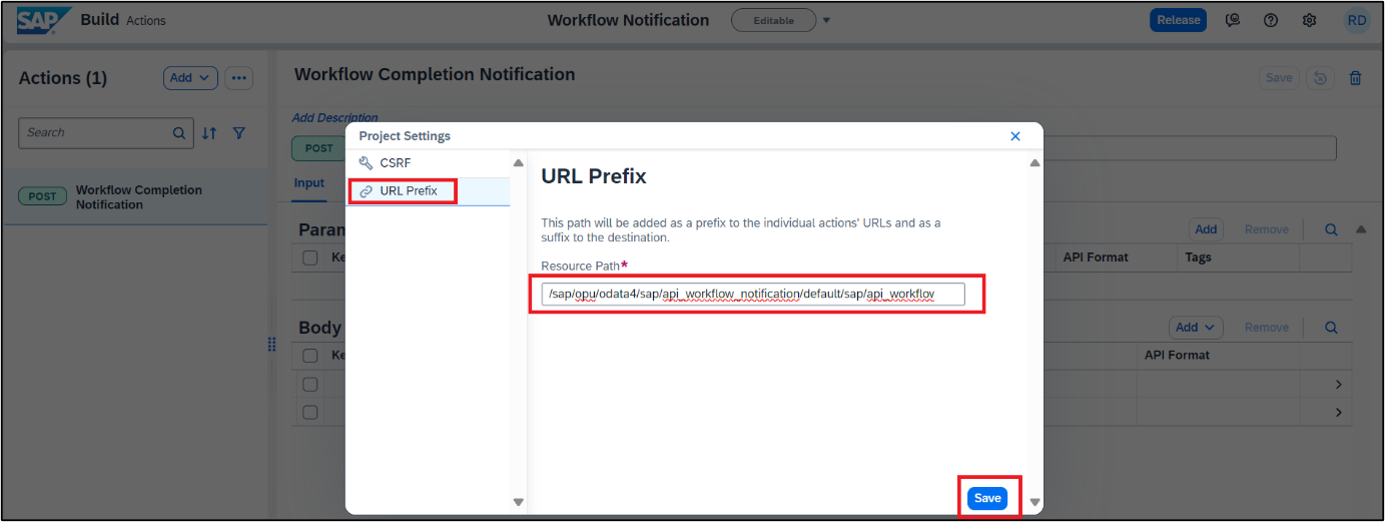 SAP Build Actions
Workflow Notification
Editable
Release
RD
Actions (1)
Add
Workflow Completion Notification
Save
Search
Add Description
POST
Project Settings
CSRF
URL Prefix
URL Prefix
This path will be added as a prefix to the individual actions' URLs and as a
suffix to the destination.
Resource Path*
/sap/opu/odata4/sap/api_workflow_notification/default/sap/api_workflov
Save
POST
Workflow Completion
Notification
Input
Param
Add
Remove
Ke
API Format
Tags
Body
Add
Remove
Ke
API Format